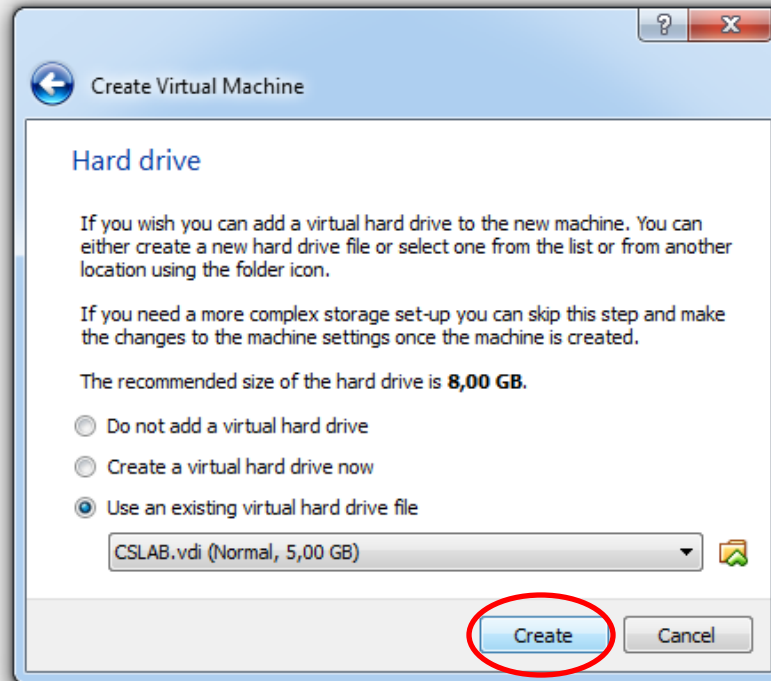 ?
X
Create Virtual Machine
Hard drive
If you wish you can add a virtual hard drive to the new machine. You can
either create a new hard drive file or select one from the list or from another
location using the folder icon.
If you need a more complex storage set-up you can skip this step and make
the changes to the machine settings once the machine is created.
The recommended size of the hard drive is 8,00 GB.
Do not add a virtual hard drive
Create a virtual hard drive now
Use an existing virtual hard drive file
CSLAB.vdi (Normal, 5,00 GB)
Create
Cancel